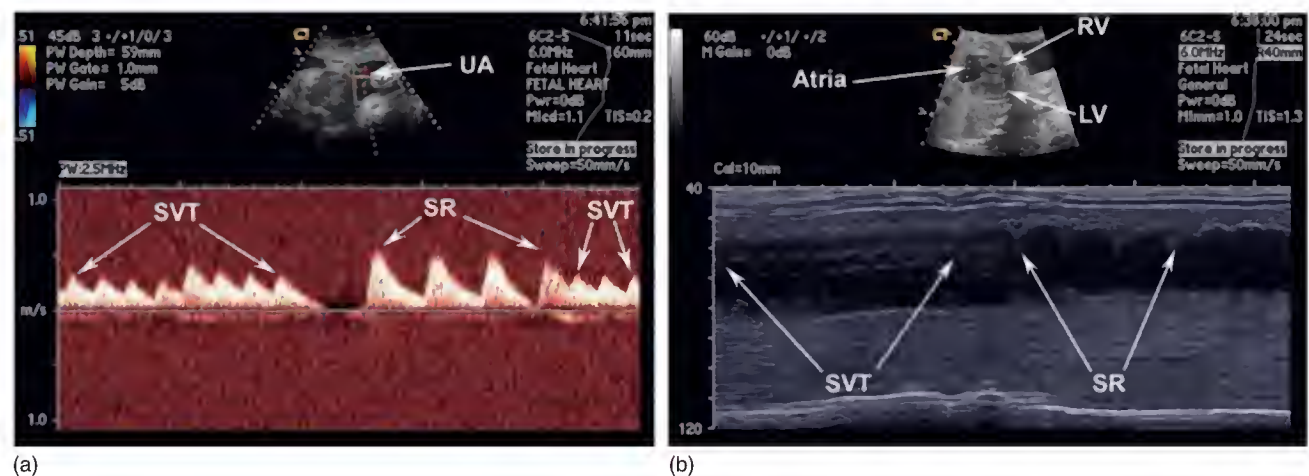 6:41:56 pm
.51
45dB 3 +/+1/0/3
PW Depth= 59mm
PW Gate= 1.0mm
PW Gain= 5dB
.51
UA
6C2-S 11sec
6.0MHz 160mm
Fetal Heart
FETAL HEART
Pwr=0dB
Mlcd=1.1 TIS=0.2
Store in progress
Sweep=50mm/s
PW:2.5MHz
1.0
SVT
SR
SVT
m/s
1.0
(a)
6:38:00 pm
60dB +/+1/+/2
M Gain= 0dB
Atria
RV
LV
6C2-S
6.0MHz
Fetal Heart
General
Pwr=0dB
MImm=1.0 TIS=1.3
Store in progress
Sweep=50mm/s
Cal=10mm
40
SVT
SR
120
(b)